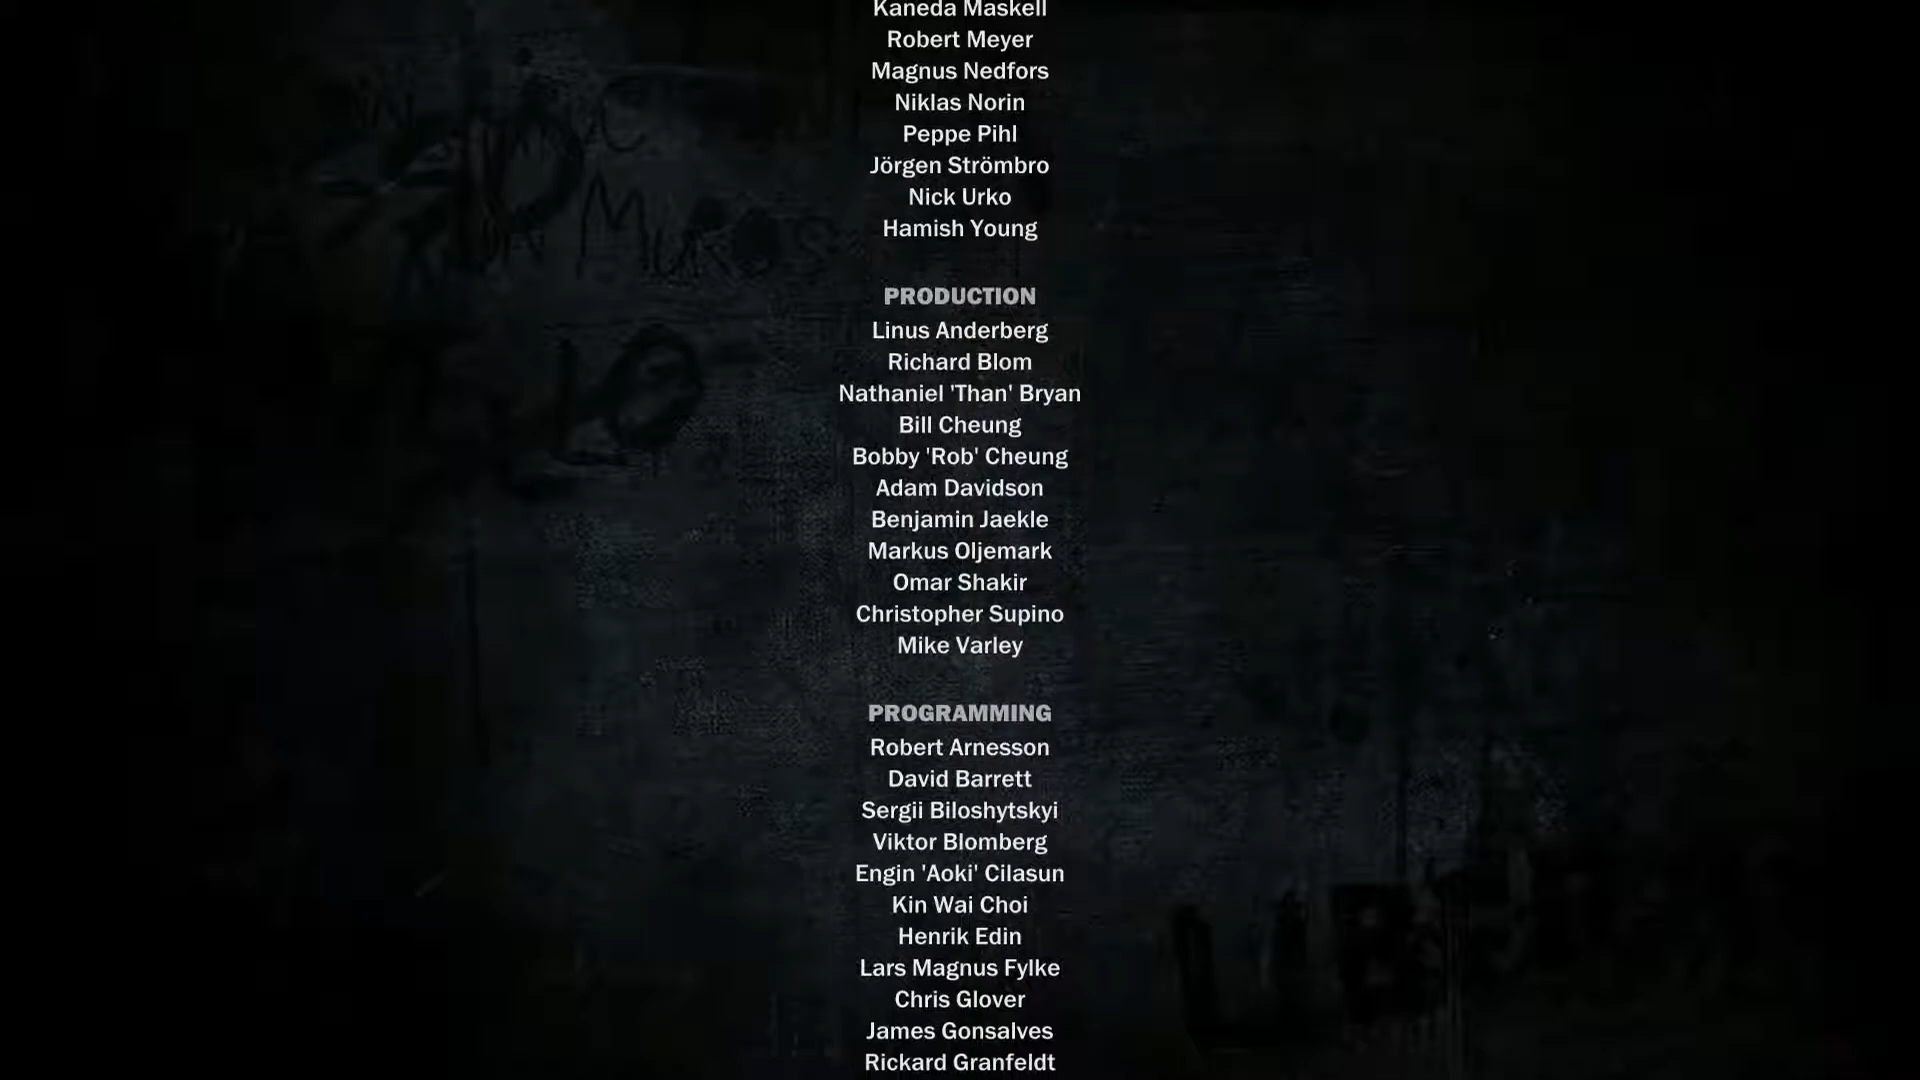 Kaneda Maskell
Robert Meyer
Magnus Nedfors
Niklas Norin
Peppe Pihl
Jörgen Strömbro
Nick Urko
Hamish Young
PRODUCTION
Linus Anderberg
Richard Blom
Nathaniel 'Than' Bryan
Bill Cheung
Bobby 'Rob' Cheung
Adam Davidson
Benjamin Jaekle
Markus Oljemark
Omar Shakir
Christopher Supino
Mike Varley
PROGRAMMING
Robert Arnesson
David Barrett
Sergii Biloshytskyi
Viktor Blomberg
Engin 'Aoki' Cilasun
Kin Wai Choi
Henrik Edin
Lars Magnus Fylke
Chris Glover
James Gonsalves
Rickard Granfeldt